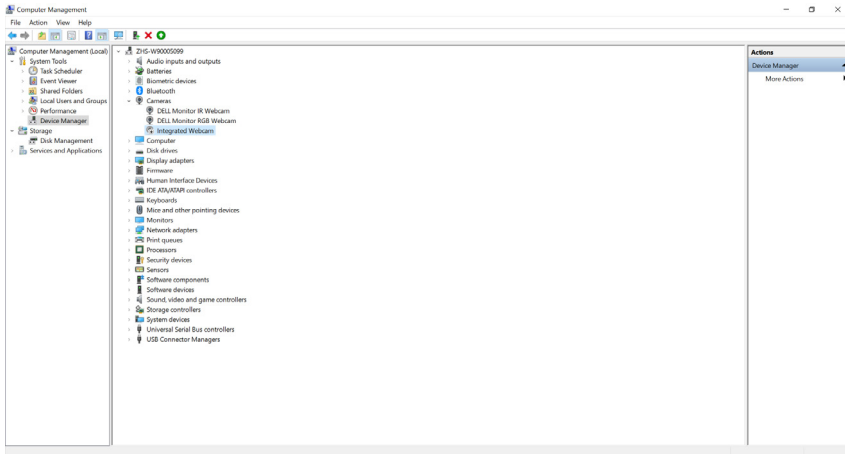 Computer Management
File Action View Help
Computer Management (Local)
System Tools
Task Scheduler
Event Viewer
Shared Folders
Local Users and Groups
Performance
Device Manager
Storage
Disk Management
Services and Applications
ZHS-W90005099
Audio inputs and outputs
Batteries
Biometric devices
Bluetooth
Cameras
DELL Monitor IR Webcam
DELL Monitor RGB Webcam
Integrated Webcam
Computer
Disk drives
Display adapters
Firmware
Human Interface Devices
IDE ATA/ATAPI controllers
Keyboards
Mice and other pointing devices
Monitors
Network adapters
Print queues
Processors
Security devices
Sensors
Software components
Software devices
Sound, video and game controllers
Storage controllers
System devices
Universal Serial Bus controllers
USB Connector Managers
Actions
Device Manager
More Actions